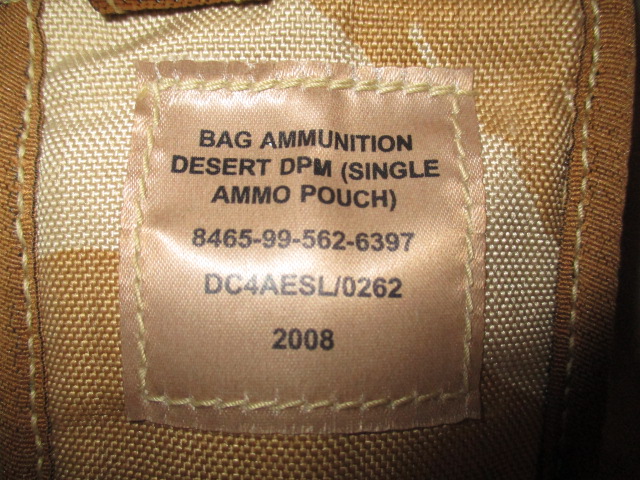 BAG AMMUNITION
DESERT DPM (SINGLE
AMMO POUCH)
8465-99-562-6397
DC4AESL/0262
2008